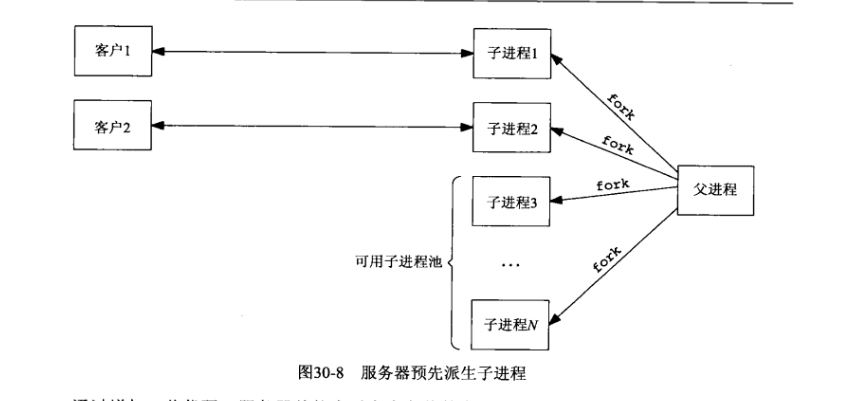 客户1
子进程1
fork
客户2
子进程2
fork
子进程3
fork
父进程
可用子进程池
...
fork
子进程N
图30-8 服务器预先派生子进程